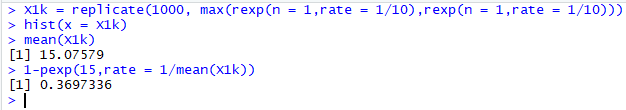 > X1k = replicate(1000, max(rexp(n = 1,rate = 1/10),rexp(n = 1,rate = 1/10)))
> hist(x = X1k)
> mean(X1k)
[1] 15.07579
> 1-pexp(15,rate = 1/mean(X1k))
[1] 0.3697336
>